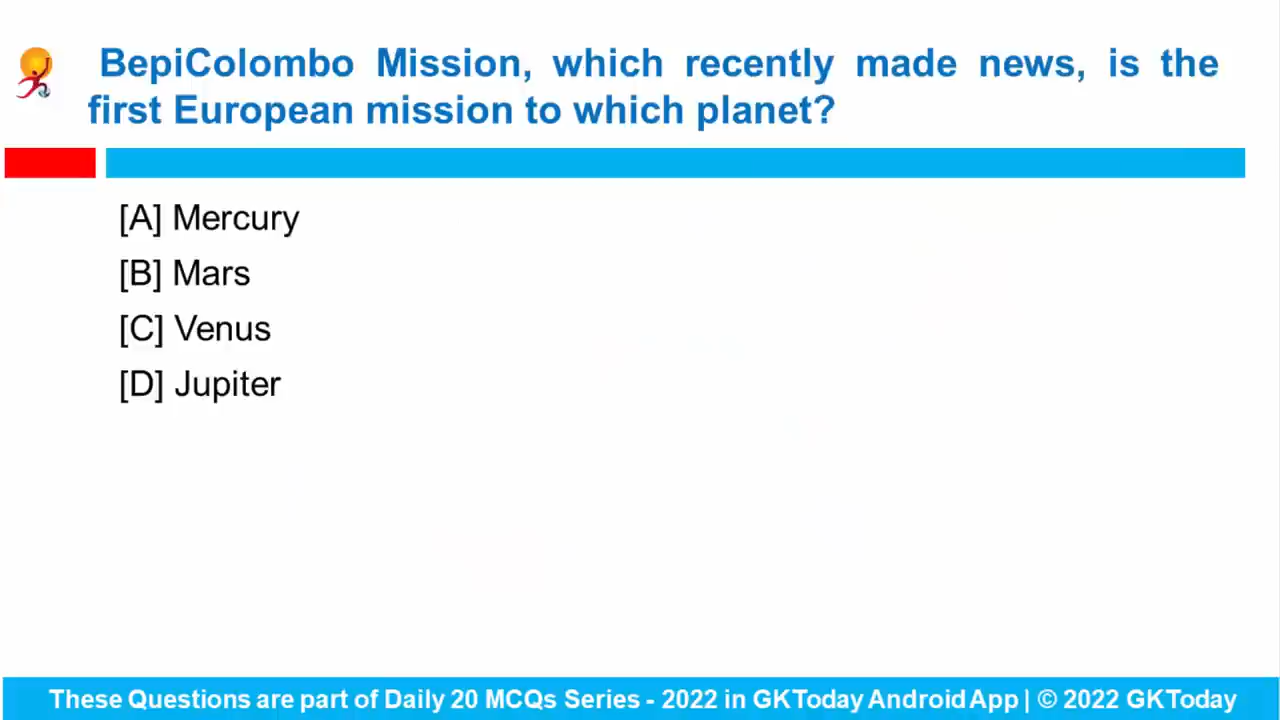 BepiColombo Mission, which recently made news, is the
first European mission to which planet?
[A] Mercury
[B] Mars
[C] Venus
[D] Jupiter
These Questions are part of Daily 20 MCQs Series - 2022 in GKToday Android App | © 2022 GKToday